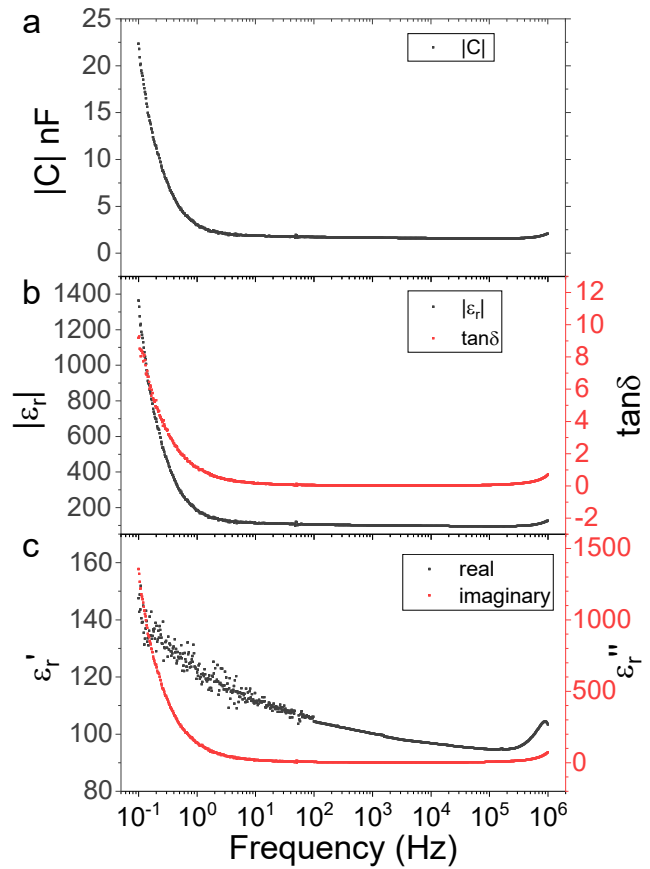 a
25
20
15
10
5
0
|C| nF
|C|
b
1400
1200
1000
800
600
400
200
|εr|
|εr|
tanδ
12
10
8
6
4
2
0
-2
tanδ
c
160
140
120
100
80
εr'
real
imaginary
1500
1000
500
0
εr"
10⁻¹ 10⁰ 10¹ 10² 10³ 10⁴ 10⁵ 10⁶
Frequency (Hz)